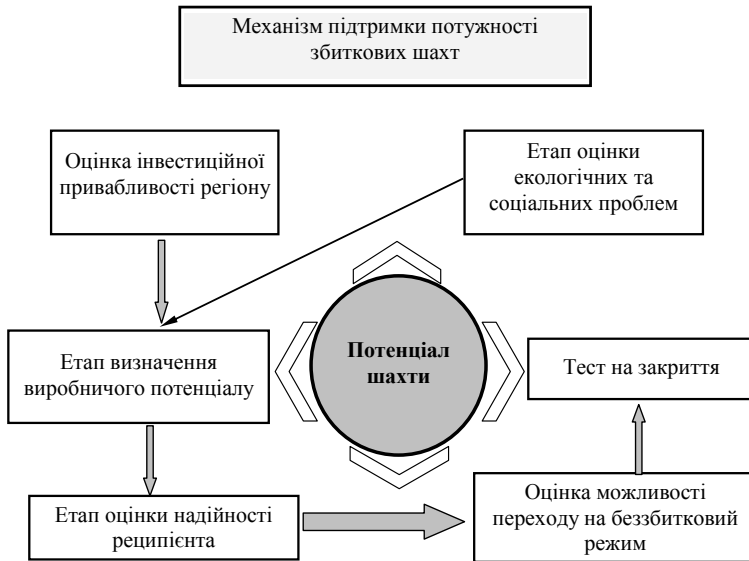 Механізм підтримки потужності
збиткових шахт
Оцінка інвестиційної
привабливості регіону
Етап оцінки
екологічних та
соціальних проблем
Етап визначення
виробничого потенціалу
Потенціал
шахти
Тест на закриття
Етап оцінки надійності
реципієнта
Оцінка можливості
переходу на беззбитковий
режим